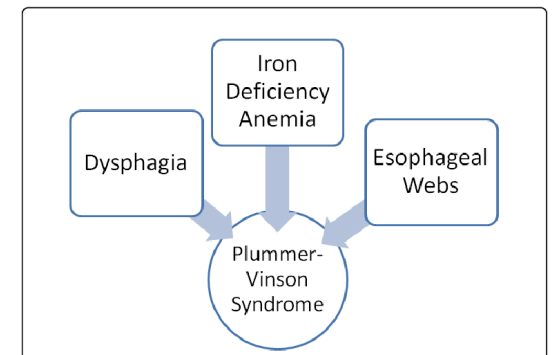 Iron
Deficiency
Anemia
Dysphagia
Esophageal
Webs
Plummer-
Vinson
Syndrome